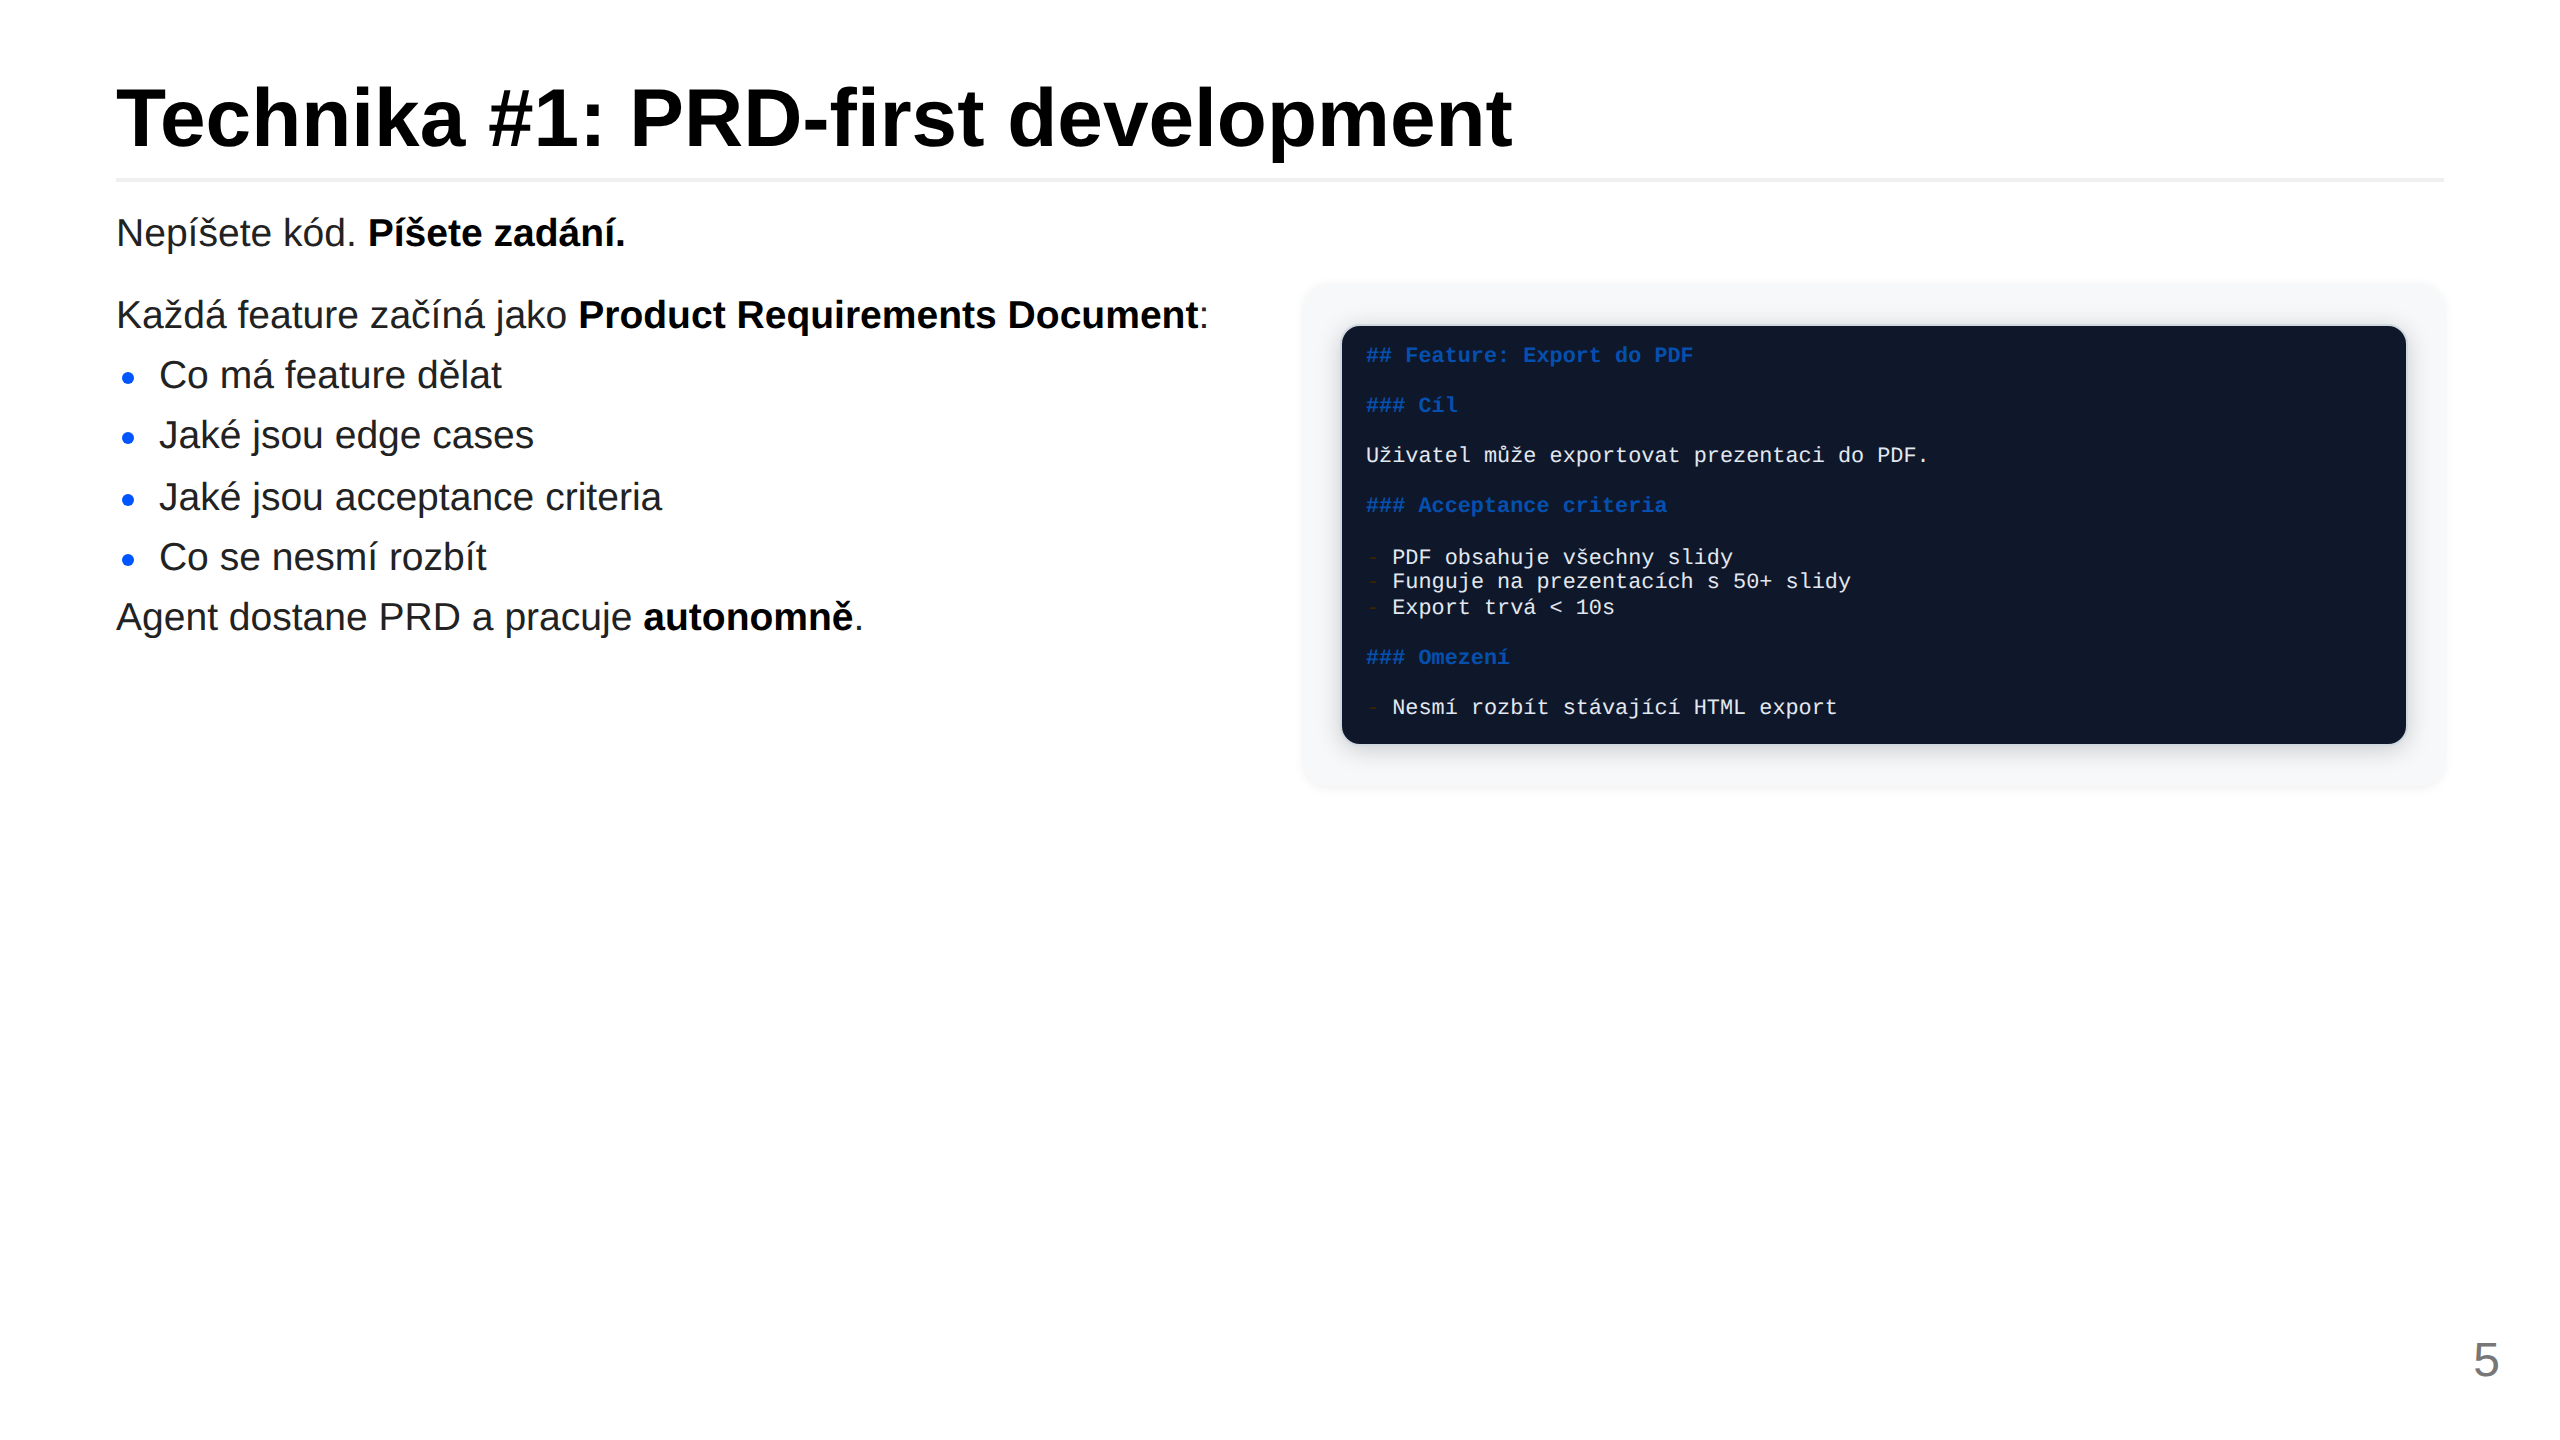 Technika #1: PRD-first development
Nepíšete kód. Píšete zadání.
Každá feature začíná jako Product Requirements Document:
Co má feature dělat
Jaké jsou edge cases
Jaké jsou acceptance criteria
Co se nesmí rozbít
Agent dostane PRD a pracuje autonomně.
## Feature: Export do PDF
### Cíl
Uživatel může exportovat prezentaci do PDF.
### Acceptance criteria
- PDF obsahuje všechny slidy
- Funguje na prezentacích s 50+ slidy
- Export trvá < 10s
### Omezení
- Nesmí rozbít stávající HTML export
5